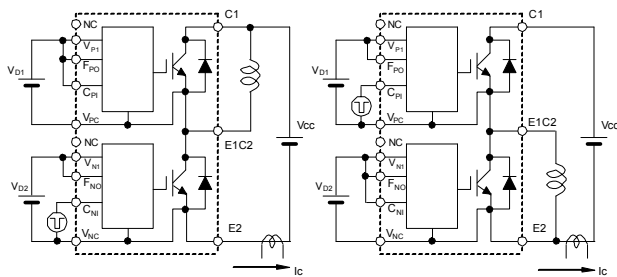 C1
NC
VP1
FPO
CPI
VPC
NC
VN1
FNO
CNI
VNC
VD1
VD2
E1C2
Vcc
E2
Ic
C1
NC
VP1
FPO
CPI
VPC
NC
VN1
FNO
CNI
VNC
VD1
VD2
E1C2
Vcc
E2
Ic